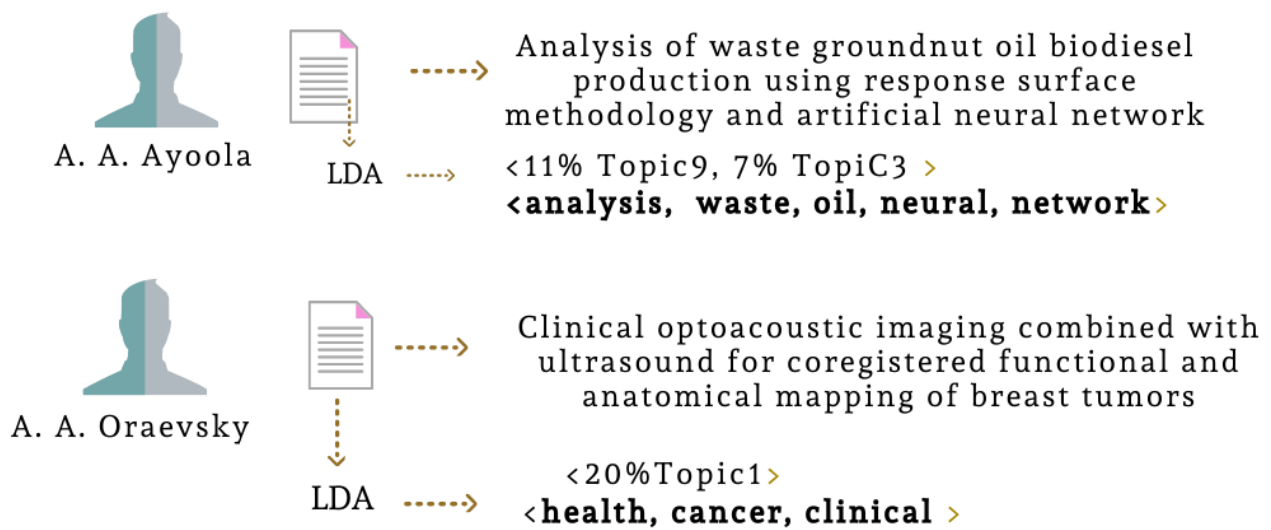 Analysis of waste groundnut oil biodiesel
production using response surface
methodology and artificial neural network
A. A. Ayoola
LDA
<11% Topic9, 7% TopiC3 >
<analysis, waste, oil, neural, network>
Clinical optoacoustic imaging combined with
ultrasound for coregistered functional and
anatomical mapping of breast tumors
A. A. Oraevsky
LDA
<20%Topic1>
<health, cancer, clinical >